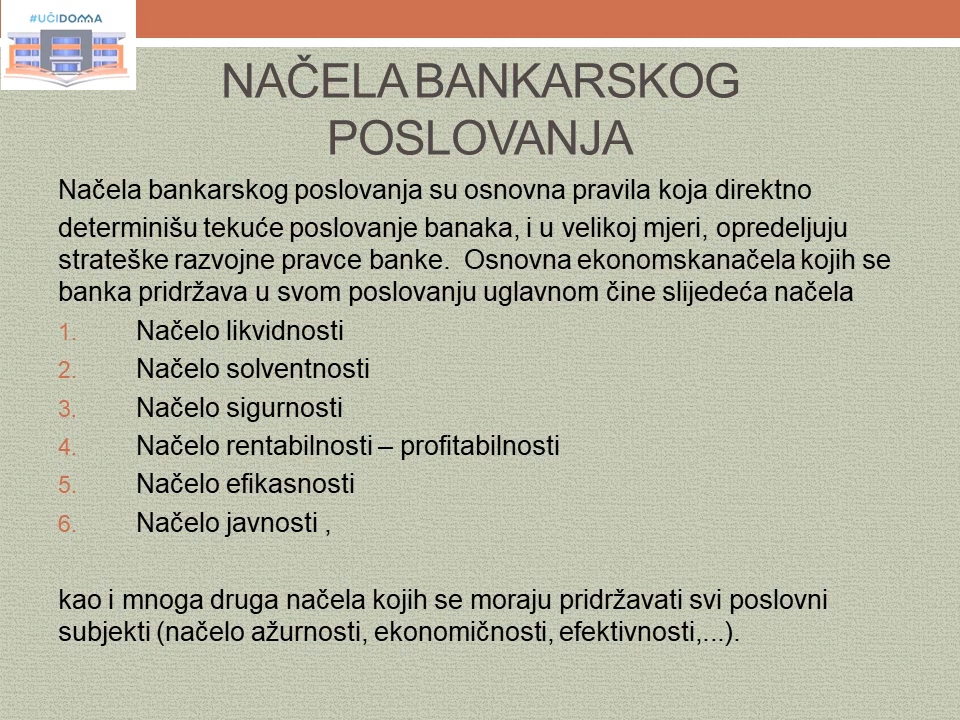 #UČIDOMA
NAČELA BANKARSKOG
POSLOVANJA
Načela bankarskog poslovanja su osnovna pravila koja direktno
determinišu tekuće poslovanje banaka, i u velikoj mjeri, opredeljuju
strateške razvojne pravce banke.  Osnovna ekonomskanačela kojih se
banka pridržava u svom poslovanju uglavnom čine slijedeća načela
1. Načelo likvidnosti
2. Načelo solventnosti
3. Načelo sigurnosti
4. Načelo rentabilnosti – profitabilnosti
5. Načelo efikasnosti
6. Načelo javnosti ,
kao i mnoga druga načela kojih se moraju pridržavati svi poslovni
subjekti (načelo ažurnosti, ekonomičnosti, efektivnosti,...).